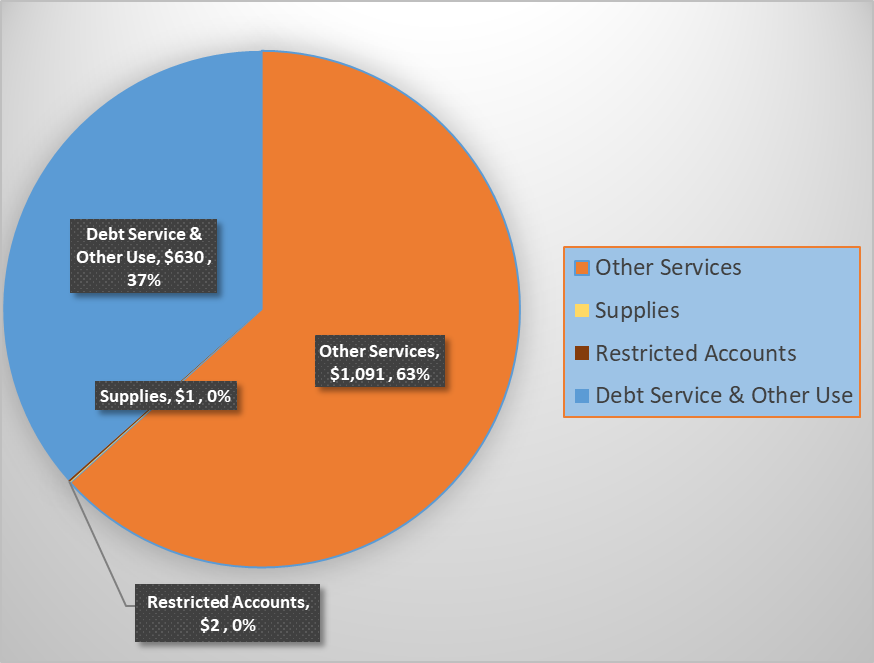 Debt Service &
Other Use, $630 ,
37%
Other Services,
$1,091 , 63%
Supplies, $1 , 0%
Restricted Accounts,
$2 , 0%
Other Services
Supplies
Restricted Accounts
Debt Service & Other Use